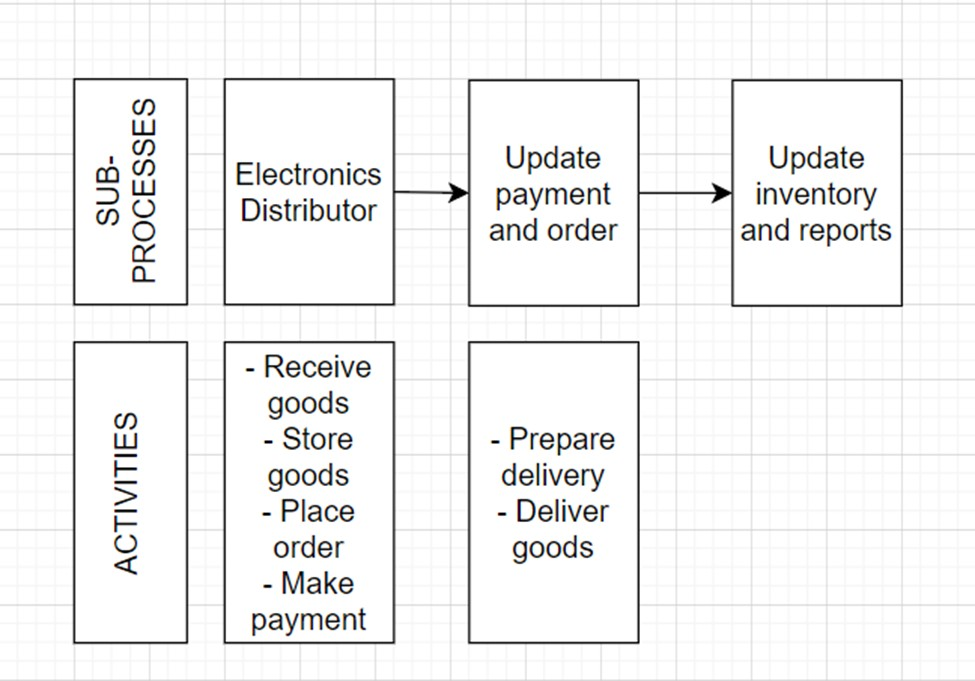 SUB-
PROCESSES
Electronics
Distributor
Update
payment
and order
Update
inventory
and reports
ACTIVITIES
- Receive
goods
- Store
goods
- Place
order
- Make
payment
- Prepare
delivery
- Deliver
goods